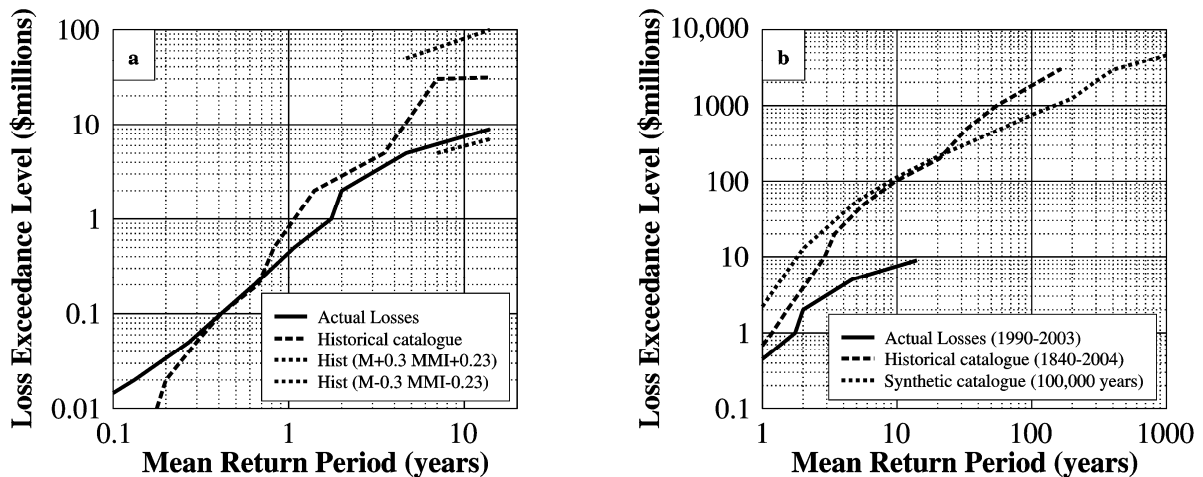 a
Loss Exceedance Level ($millions)
100
10
1
0.1
0.01
0.1
1
10
Mean Return Period (years)
Actual Losses
Historical catalogue
Hist (M+0.3 MMI+0.23)
Hist (M-0.3 MMI-0.23)
b
Loss Exceedance Level ($millions)
10,000
1000
100
10
1
0.1
1
10
100
1000
Mean Return Period (years)
Actual Losses (1990-2003)
Historical catalogue (1840-2004)
Synthetic catalogue (100,000 years)